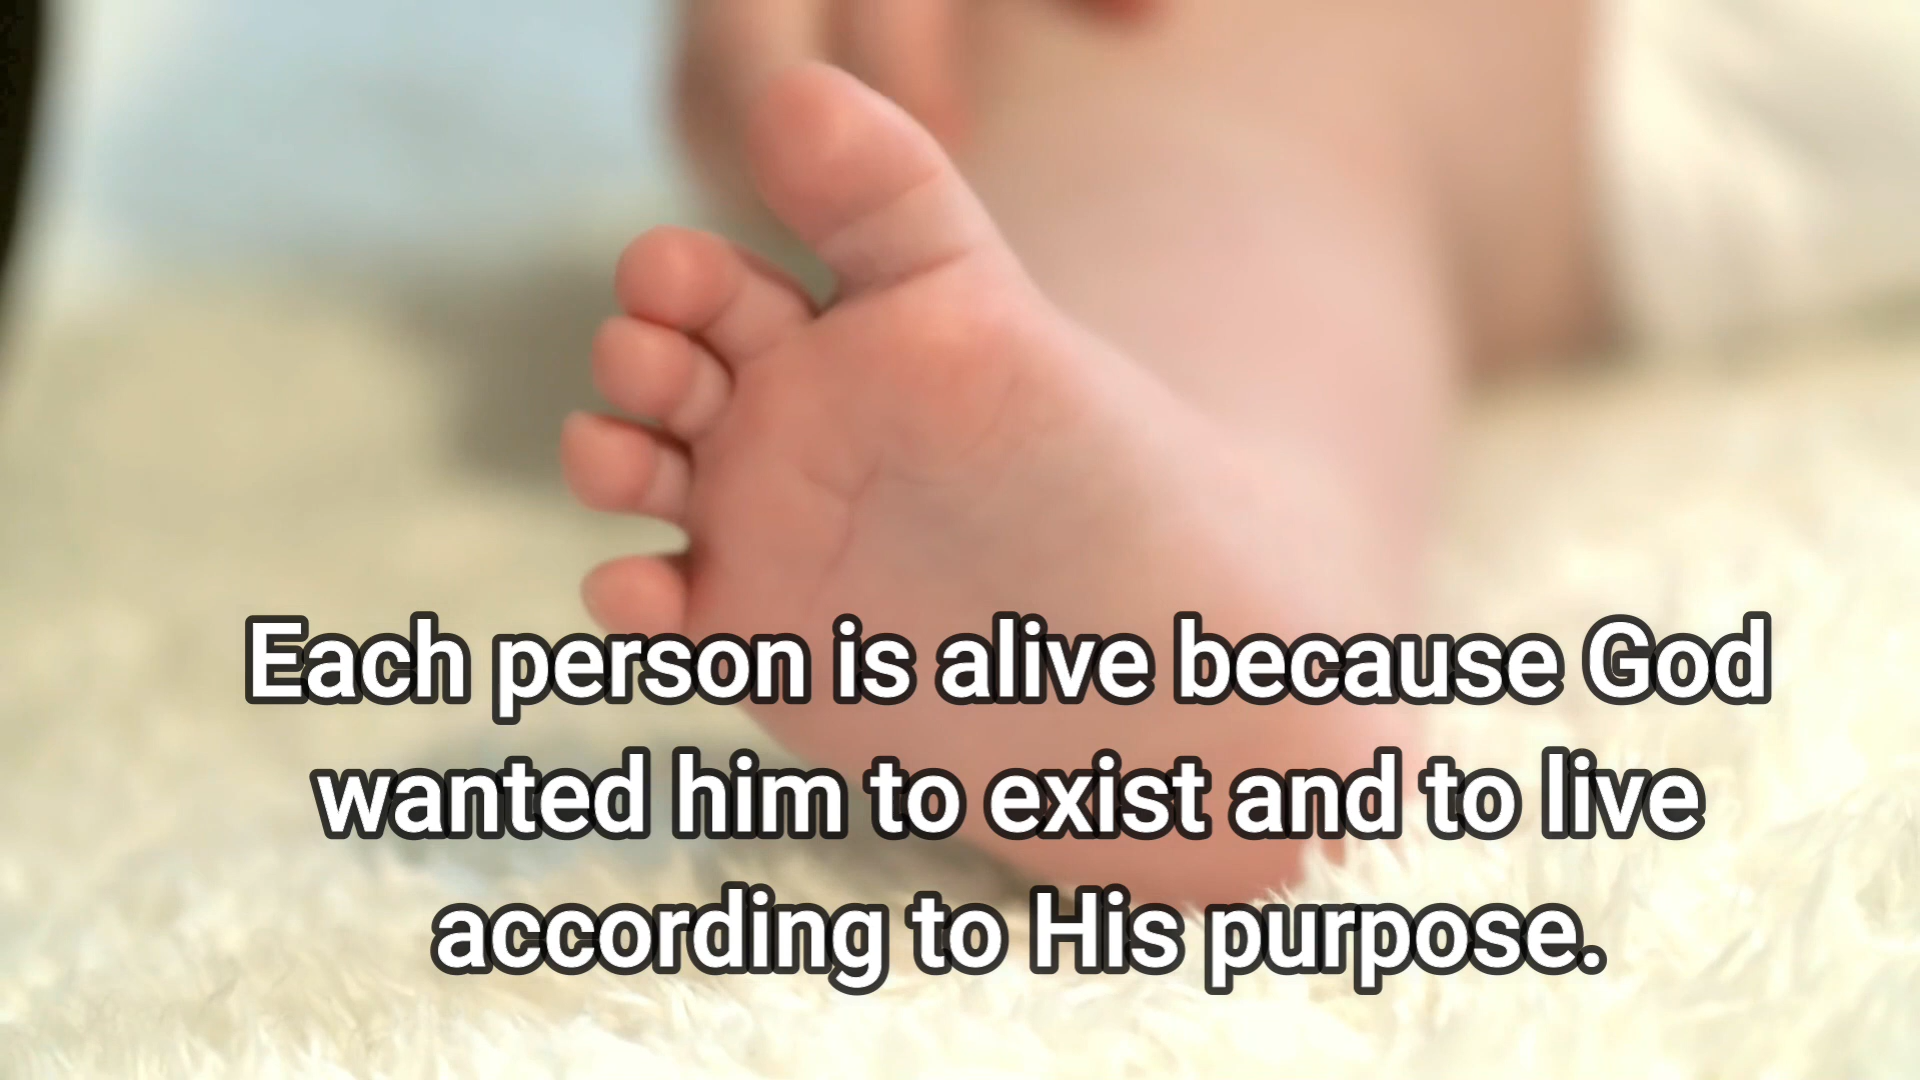 Each person is alive because God
wanted him to exist and to live
according to His purpose.